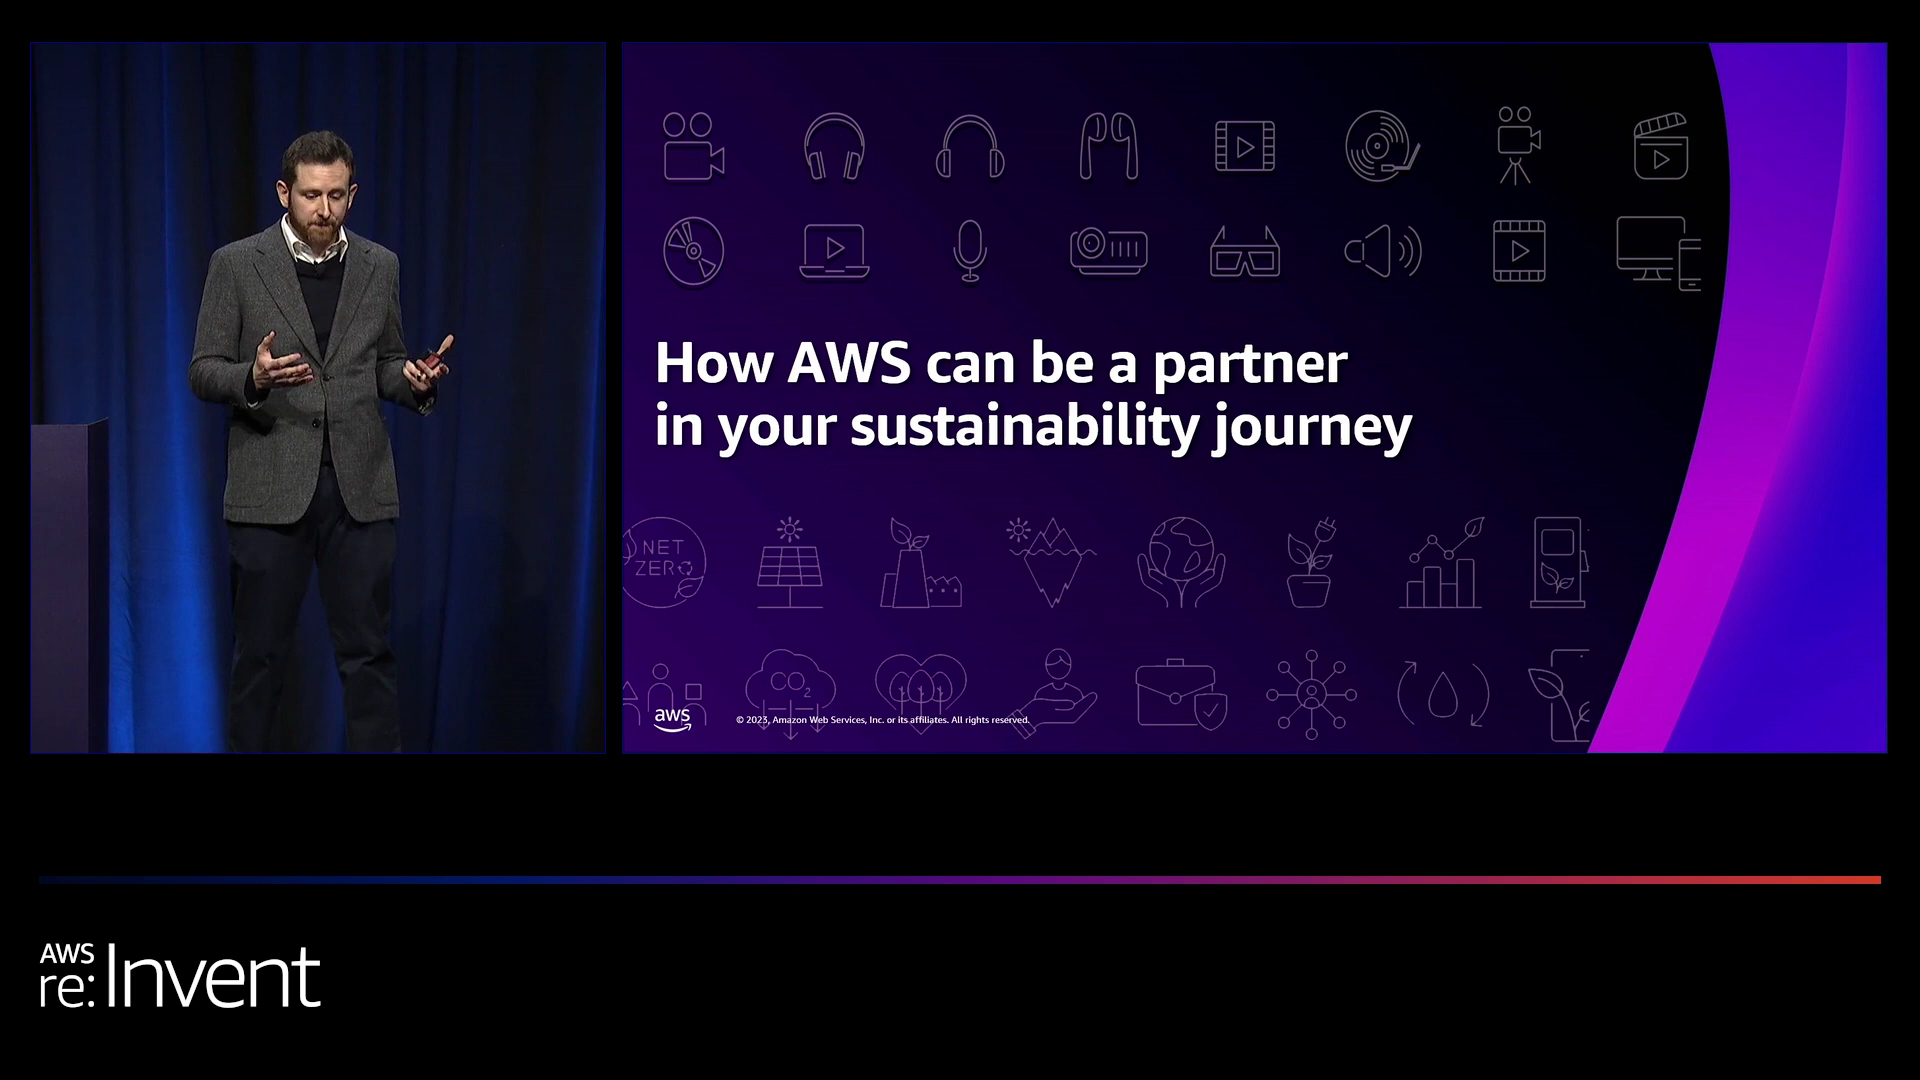 How AWS can be a partner
in your sustainability journey
NET
ZERO
CO2
aws
© 2023, Amazon Web Services, Inc. or its affiliates. All rights reserved.
AWS
re:Invent